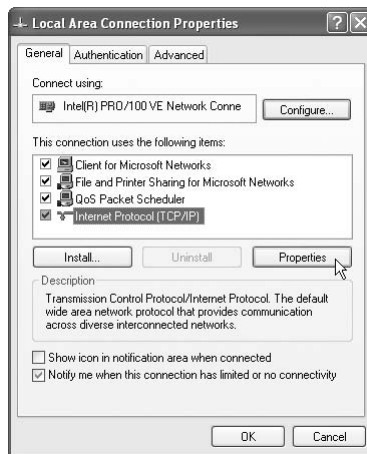 Local Area Connection Properties
General Authentication Advanced
Connect using:
Intel(R) PRO/100 VE Network Conne
Configure...
This connection uses the following items:
Client for Microsoft Networks
File and Printer Sharing for Microsoft Networks
QoS Packet Scheduler
Internet Protocol (TCP/IP)
Install... Uninstall Properties
Description
Transmission Control Protocol/Internet Protocol. The default
wide area network protocol that provides communication
across diverse interconnected networks.
Show icon in notification area when connected
Notify me when this connection has limited or no connectivity
OK Cancel